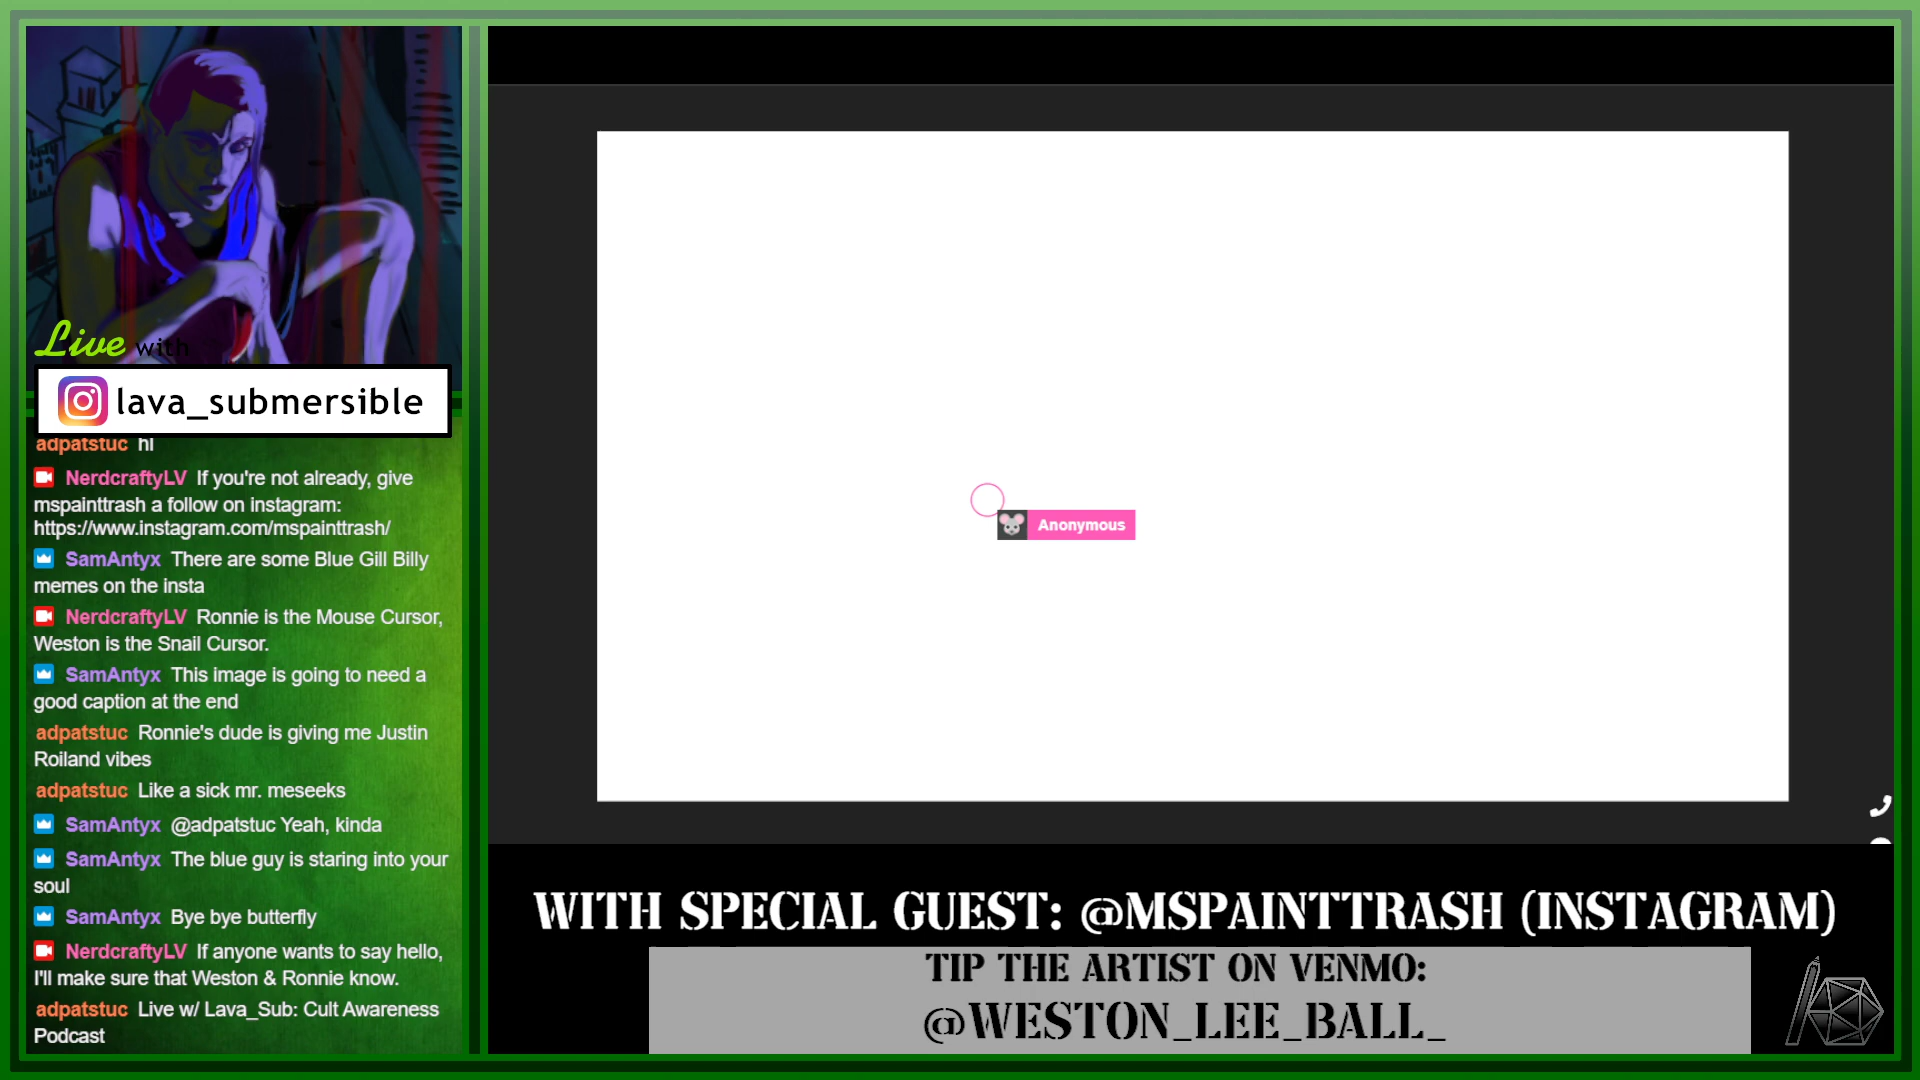 Live with
lava_submersible
adpatstuc hi
NerdcraftyLV If you're not already, give
mspainttrash a follow on instagram:
https://www.instagram.com/mspainttrash/
SamAntyx There are some Blue Gill Billy
memes on the insta
NerdcraftyLV Ronnie is the Mouse Cursor,
Weston is the Snail Cursor.
SamAntyx This image is going to need a
good caption at the end
adpatstuc Ronnie's dude is giving me Justin
Roiland vibes
adpatstuc Like a sick mr. meseeks
SamAntyx @adpatstuc Yeah, kinda
SamAntyx The blue guy is staring into your
soul
SamAntyx Bye bye butterfly
NerdcraftyLV If anyone wants to say hello,
I'll make sure that Weston & Ronnie know.
adpatstuc Live w/ Lava_Sub: Cult Awareness
Podcast
Anonymous
WITH SPECIAL GUEST: @MSPAINTTRASH (INSTAGRAM)
TIP THE ARTIST ON VENMO:
@WESTON_LEE_BALL_